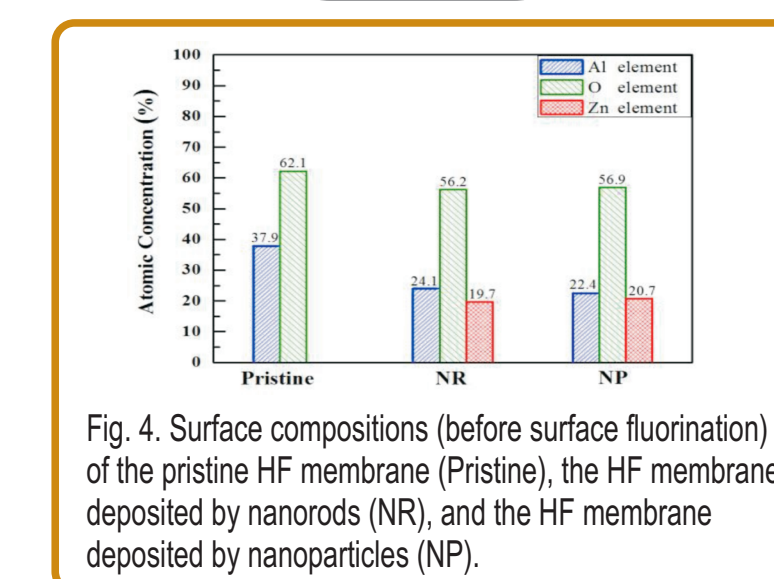 100
90
80
70
60
50
40
30
20
10
0
Atomic Concentration (%)
Al element
O element
Zn element
37.9
62.1
24.1
56.2
19.7
22.4
56.9
20.7
Pristine NR NP
Fig. 4. Surface compositions (before surface fluorination)
of the pristine HF membrane (Pristine), the HF membrane
deposited by nanorods (NR), and the HF membrane
deposited by nanoparticles (NP).